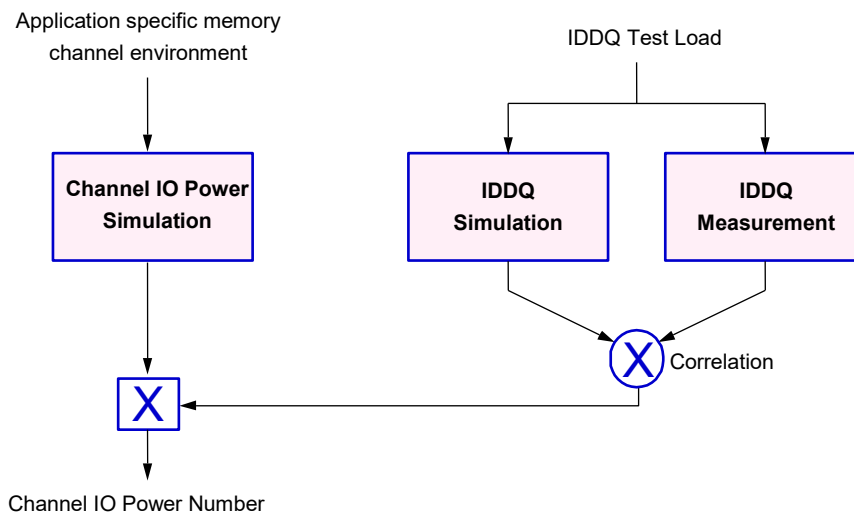 Application specific memory
channel environment
IDDQ Test Load
Channel IO Power
Simulation
IDDQ
Simulation
IDDQ
Measurement
X
Correlation
X
Channel IO Power Number